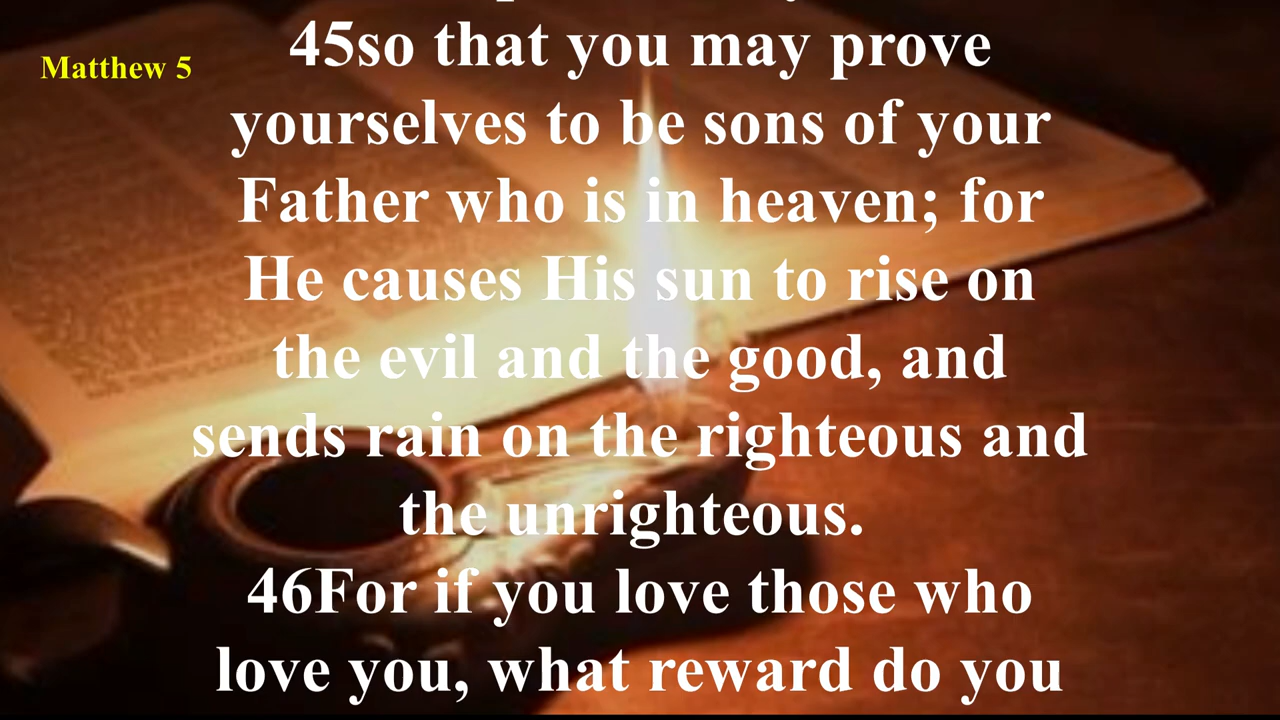 Matthew 5
45so that you may prove
yourselves to be sons of your
Father who is in heaven; for
He causes His sun to rise on
the evil and the good, and
sends rain on the righteous and
the unrighteous.
46For if you love those who
love you, what reward do you